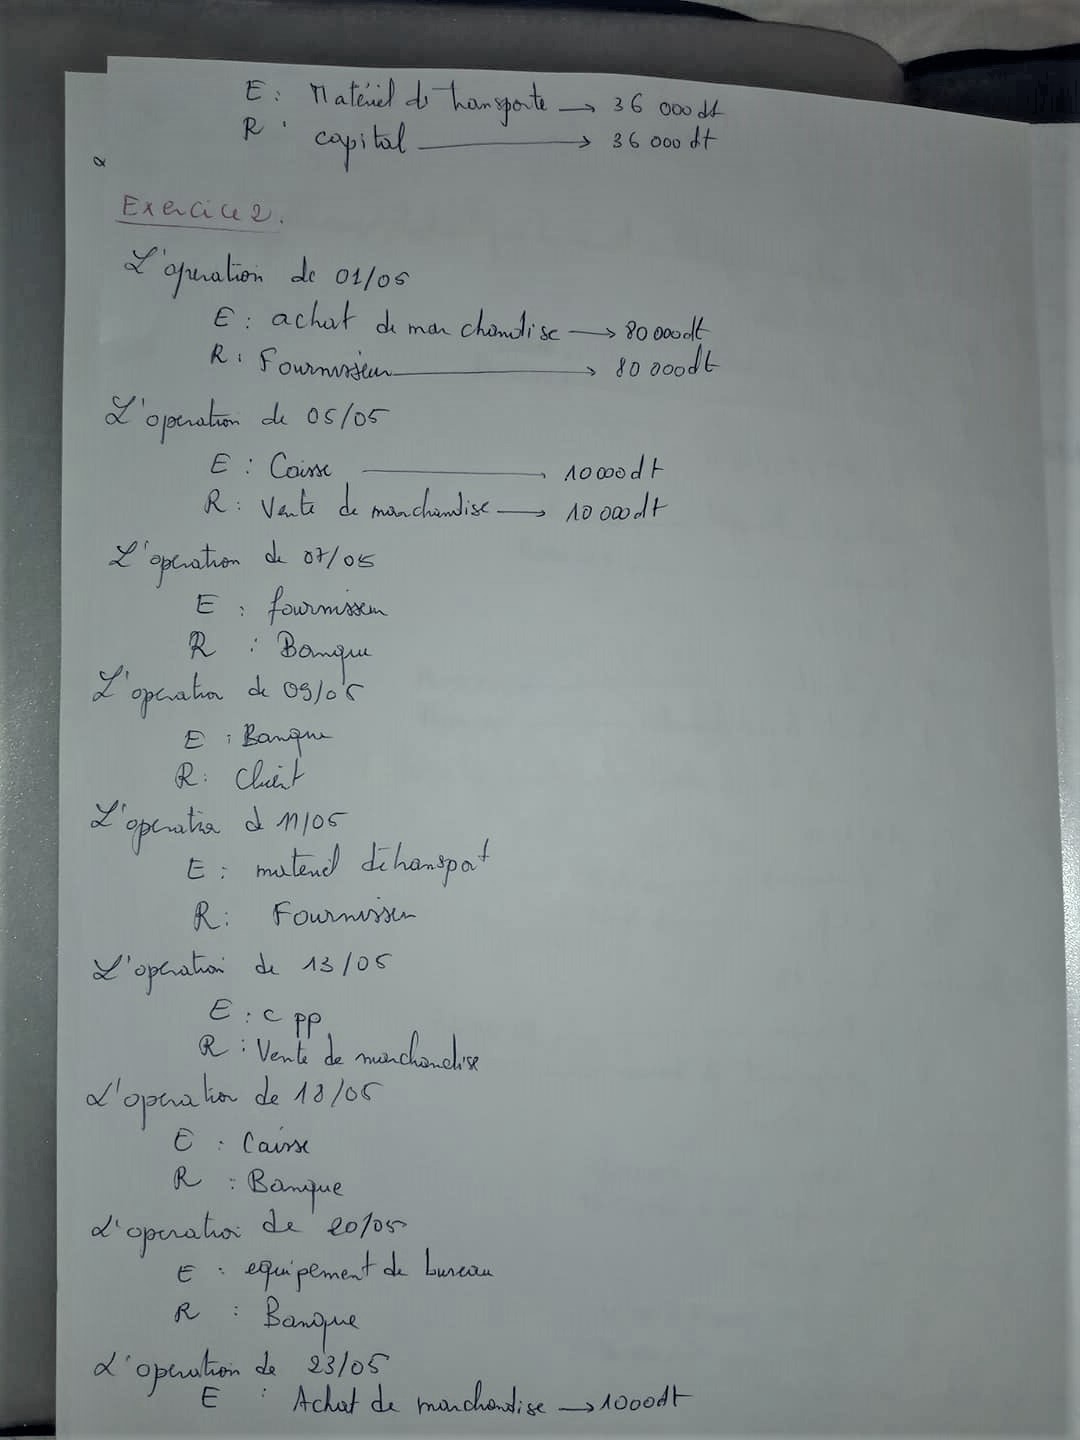 E : Matériel de transporte → 36 000 dt
R : capital → 36 000 dt
Exercice 2.
L'operation de 01/05
E : achat de marchandise → 80 000 dt
R : Fournisseur → 80 000 dt
L'operation de 05/05
E : Caisse → 10 000 dt
R : Vente de marchandise → 10 000 dt
L'operation de 07/05
E : fournisseur
R : Banque
L'operation de 09/05
E : Banque
R : Client
L'operation d 11/05
E : materiel de transport
R : Fournisseur
L'operation de 13/05
E : c pp
R : Vente de marchandise
L'operation de 18/05
E : Caisse
R : Banque
L'operation de 20/05
E : equipement de bureau
R : Banque
L'operation de 23/05
E : Achat de marchandise → 1000 dt